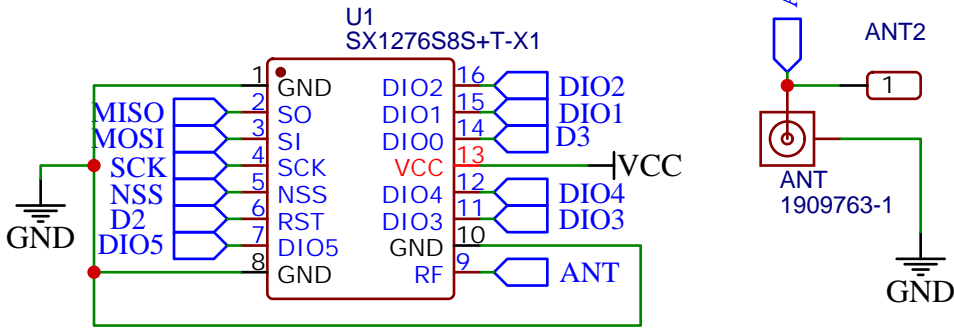 U1
SX1276S8S+T-X1
1 GND
2 SO
3 SI
4 SCK
5 NSS
6 RST
7 DIO5
8 GND
DIO2 16
DIO1 15
DIO0 14
VCC 13
DIO4 12
DIO3 11
GND 10
RF 9
MISO
MOSI
SCK
NSS
D2
DIO5
GND
DIO2
DIO1
D3
VCC
DIO4
DIO3
ANT
ANT2
1
ANT
1909763-1
GND